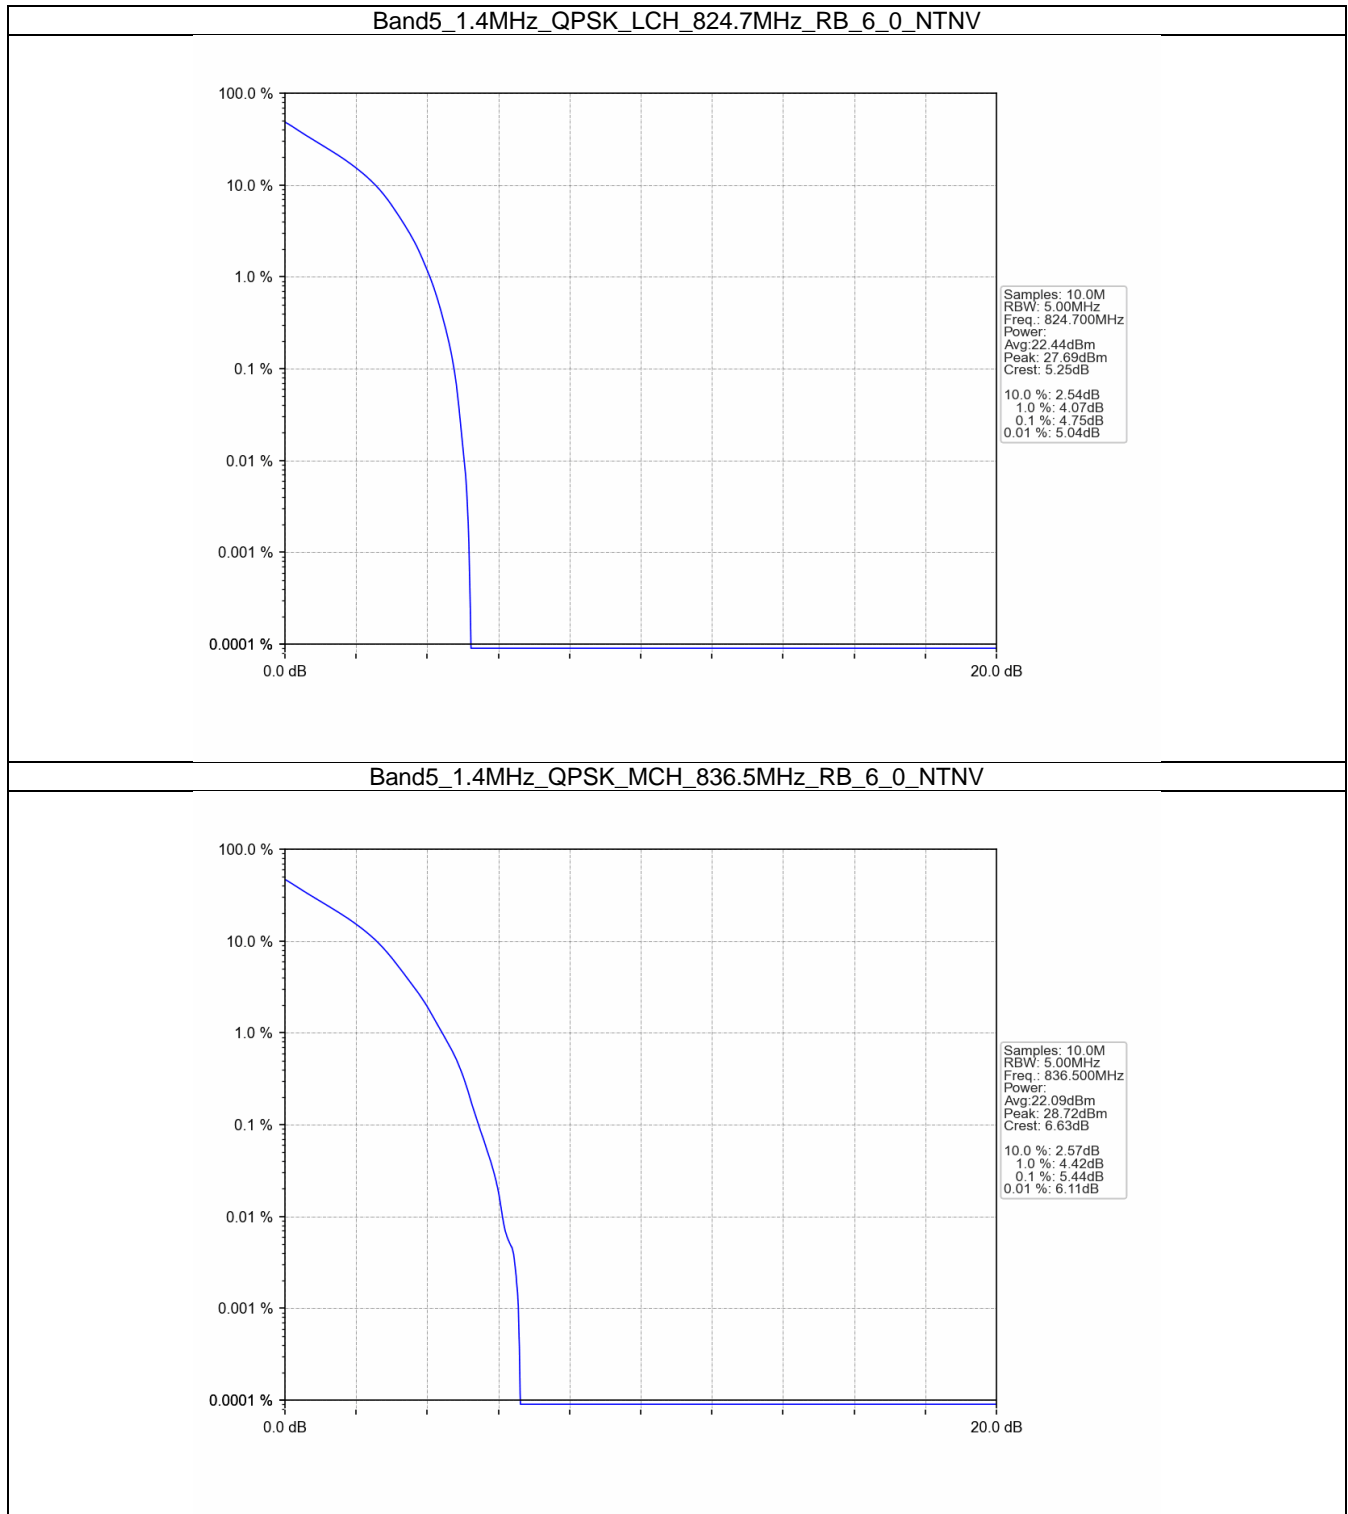 Band5_1.4MHz_QPSK_LCH_824.7MHz_RB_6_0_NTNV
100.0 %
10.0 %
1.0 %
0.1 %
0.01 %
0.001 %
0.0001 %
0.0 dB
20.0 dB
Samples: 10.0M
RBW: 5.00MHz
Freq.: 824.700MHz
Power:
Avg:22.44dBm
Peak: 27.69dBm
Crest: 5.25dB
10.0 %: 2.54dB
1.0 %: 4.07dB
0.1 %: 4.75dB
0.01 %: 5.04dB
Band5_1.4MHz_QPSK_MCH_836.5MHz_RB_6_0_NTNV
100.0 %
10.0 %
1.0 %
0.1 %
0.01 %
0.001 %
0.0001 %
0.0 dB
20.0 dB
Samples: 10.0M
RBW: 5.00MHz
Freq.: 836.500MHz
Power:
Avg:22.09dBm
Peak: 28.72dBm
Crest: 6.63dB
10.0 %: 2.57dB
1.0 %: 4.42dB
0.1 %: 5.44dB
0.01 %: 6.11dB